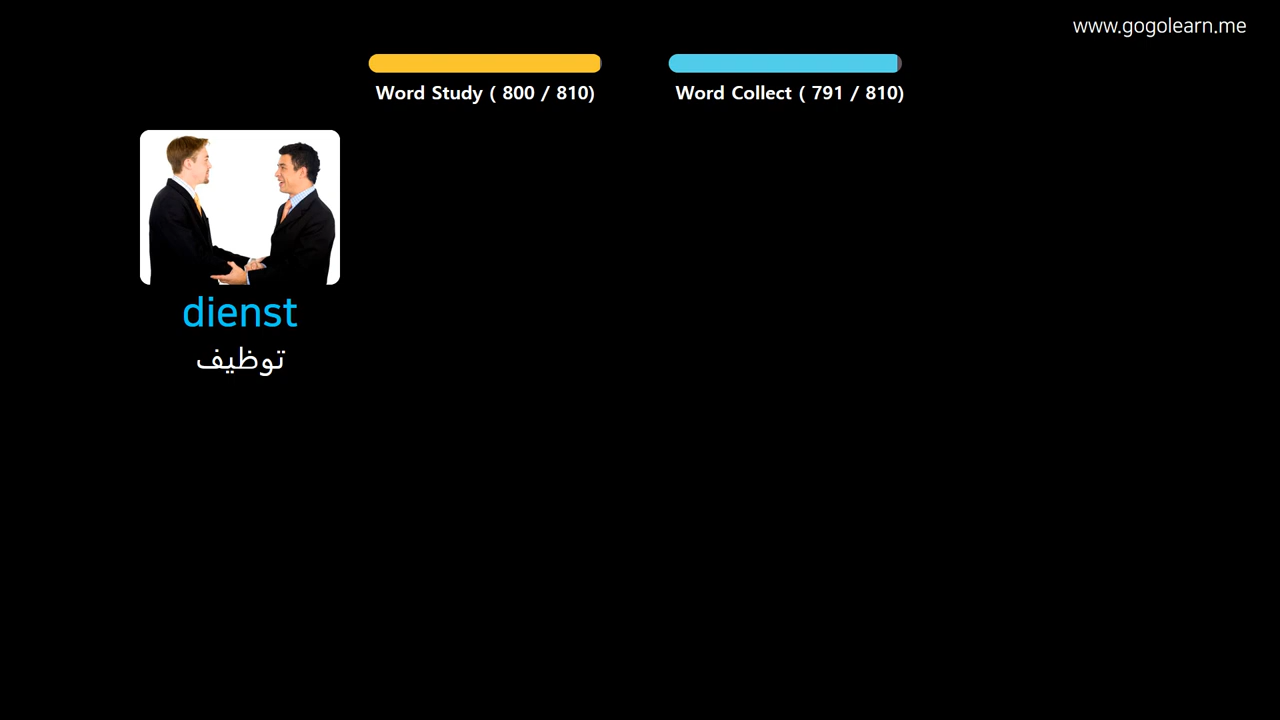 www.gogolearn.me
Word Study ( 800 / 810)
Word Collect ( 791 / 810)
dienst
توظيف